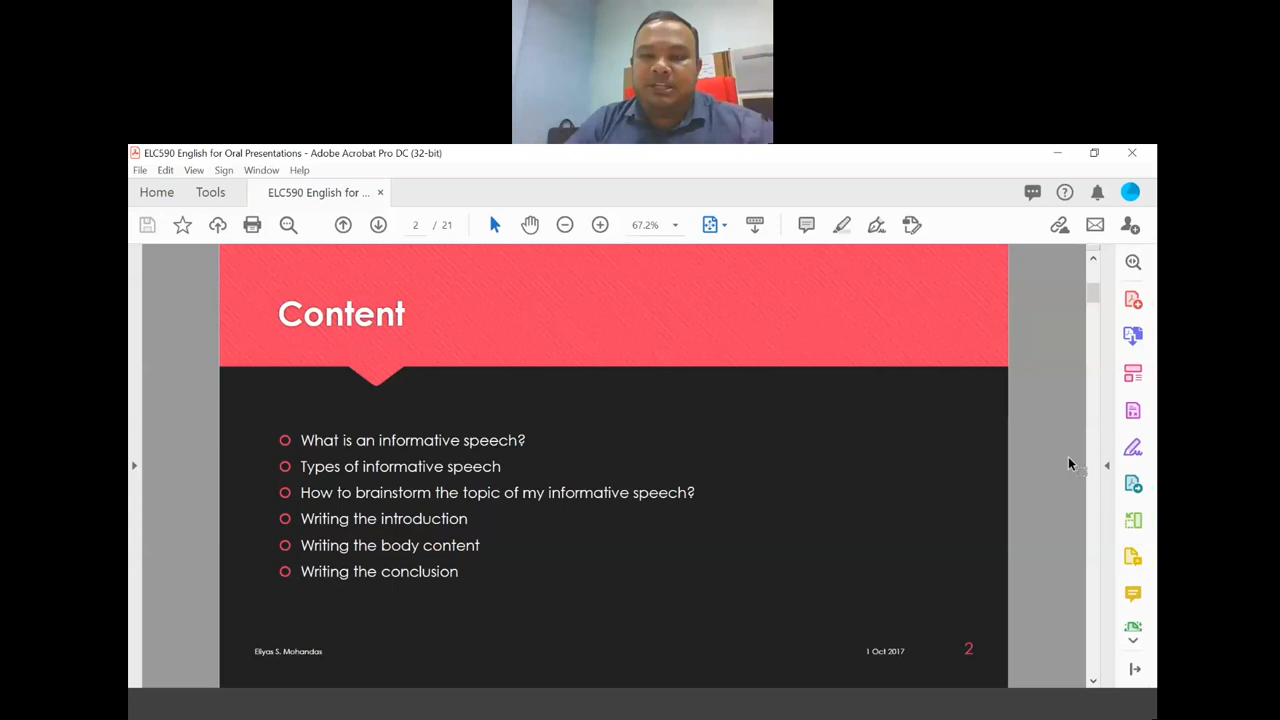 ELC590 English for Oral Presentations - Adobe Acrobat Pro DC (32-bit)
File Edit View Sign Window Help
Home Tools ELC590 English for ... ×
2 / 21 67.2%
Content
What is an informative speech?
Types of informative speech
How to brainstorm the topic of my informative speech?
Writing the introduction
Writing the body content
Writing the conclusion
Eliyas S. Mohandas 1 Oct 2017 2